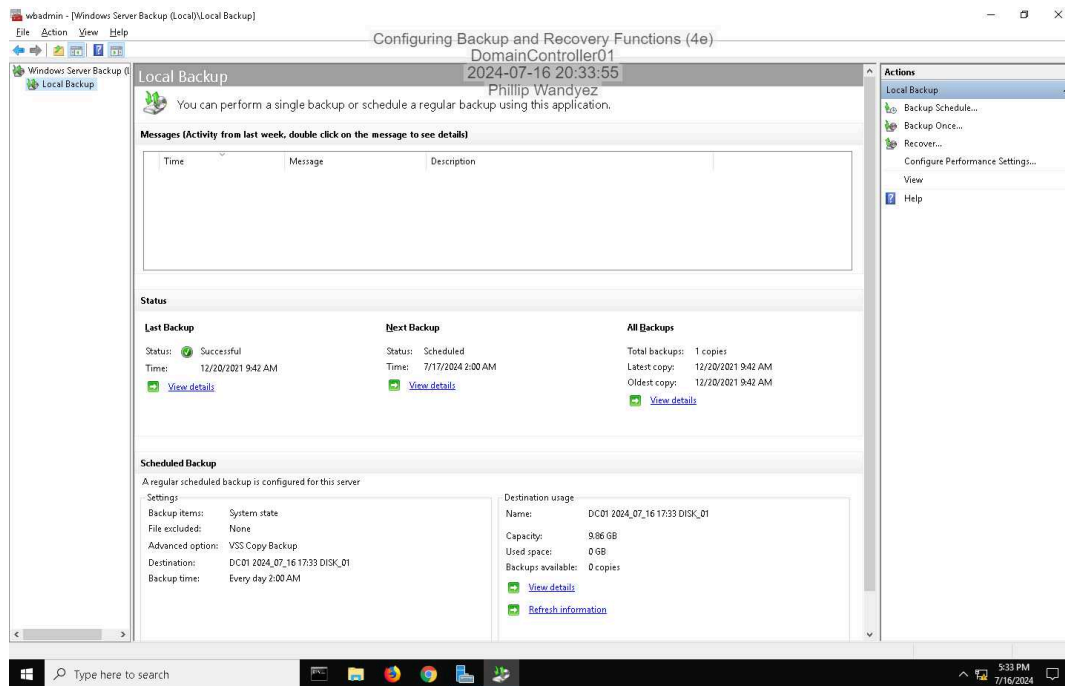 wbadmin - [Windows Server Backup (Local)\Local Backup]
File Action View Help
Configuring Backup and Recovery Functions (4e)
DomainController01
2024-07-16 20:33:55
Phillip Wandyez
Windows Server Backup (L
Local Backup
Local Backup
You can perform a single backup or schedule a regular backup using this application.
Messages (Activity from last week, double click on the message to see details)
Time Message Description
Status
Last Backup
Status: Successful
Time: 12/20/2021 9:42 AM
View details
Next Backup
Status: Scheduled
Time: 7/17/2024 2:00 AM
View details
All Backups
Total backups: 1 copies
Latest copy: 12/20/2021 9:42 AM
Oldest copy: 12/20/2021 9:42 AM
View details
Scheduled Backup
A regular scheduled backup is configured for this server
Settings
Backup items: System state
File excluded: None
Advanced option: VSS Copy Backup
Destination: DC01 2024_07_16 17:33 DISK_01
Backup time: Every day 2:00 AM
Destination usage
Name: DC01 2024_07_16 17:33 DISK_01
Capacity: 9.86 GB
Used space: 0 GB
Backups available: 0 copies
View details
Refresh information
Actions
Local Backup
Backup Schedule...
Backup Once...
Recover...
Configure Performance Settings...
View
Help
Type here to search
5:33 PM
7/16/2024